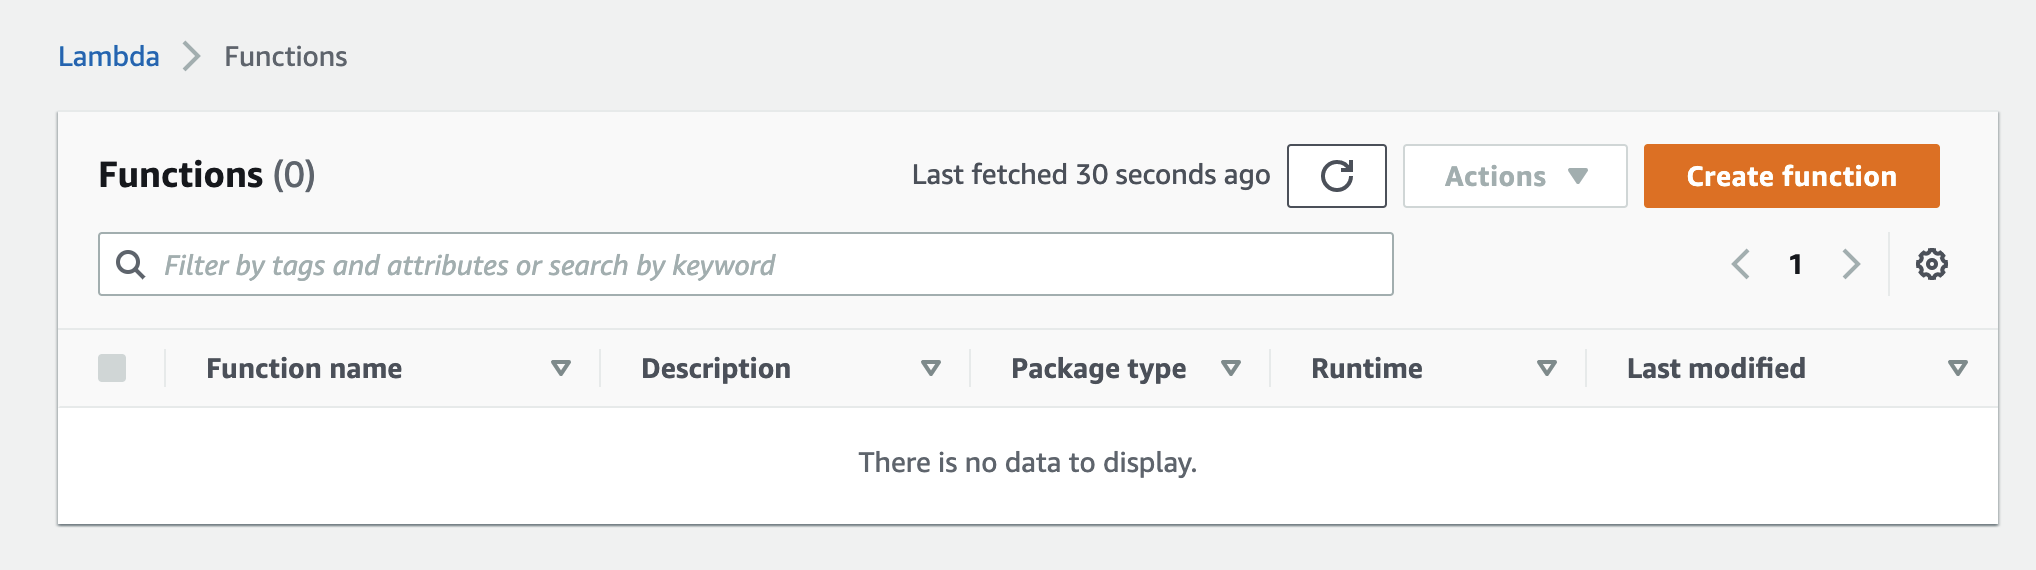 Lambda Functions
Functions (0) Last fetched 30 seconds ago Actions Create function
Filter by tags and attributes or search by keyword 1
Function name Description Package type Runtime Last modified
There is no data to display.